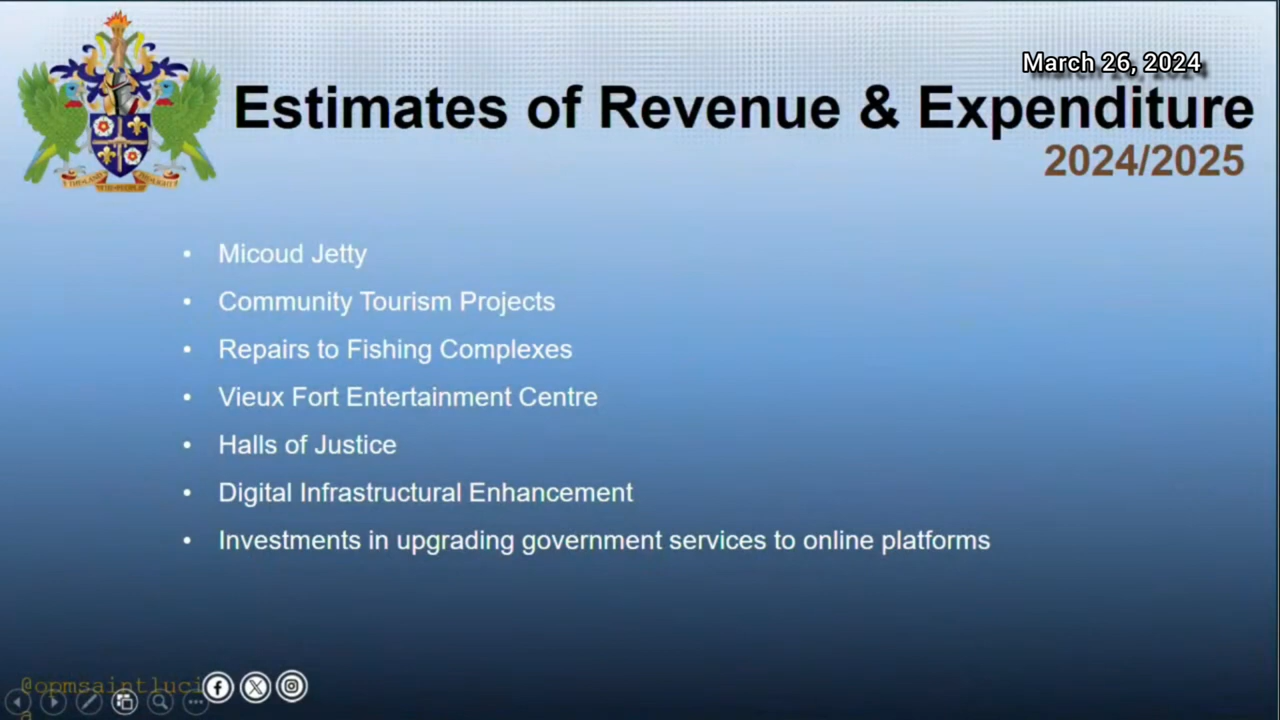 March 26, 2024
Estimates of Revenue & Expenditure
2024/2025
• Micoud Jetty
• Community Tourism Projects
• Repairs to Fishing Complexes
• Vieux Fort Entertainment Centre
• Halls of Justice
• Digital Infrastructural Enhancement
• Investments in upgrading government services to online platforms
@opmsaintluci
a